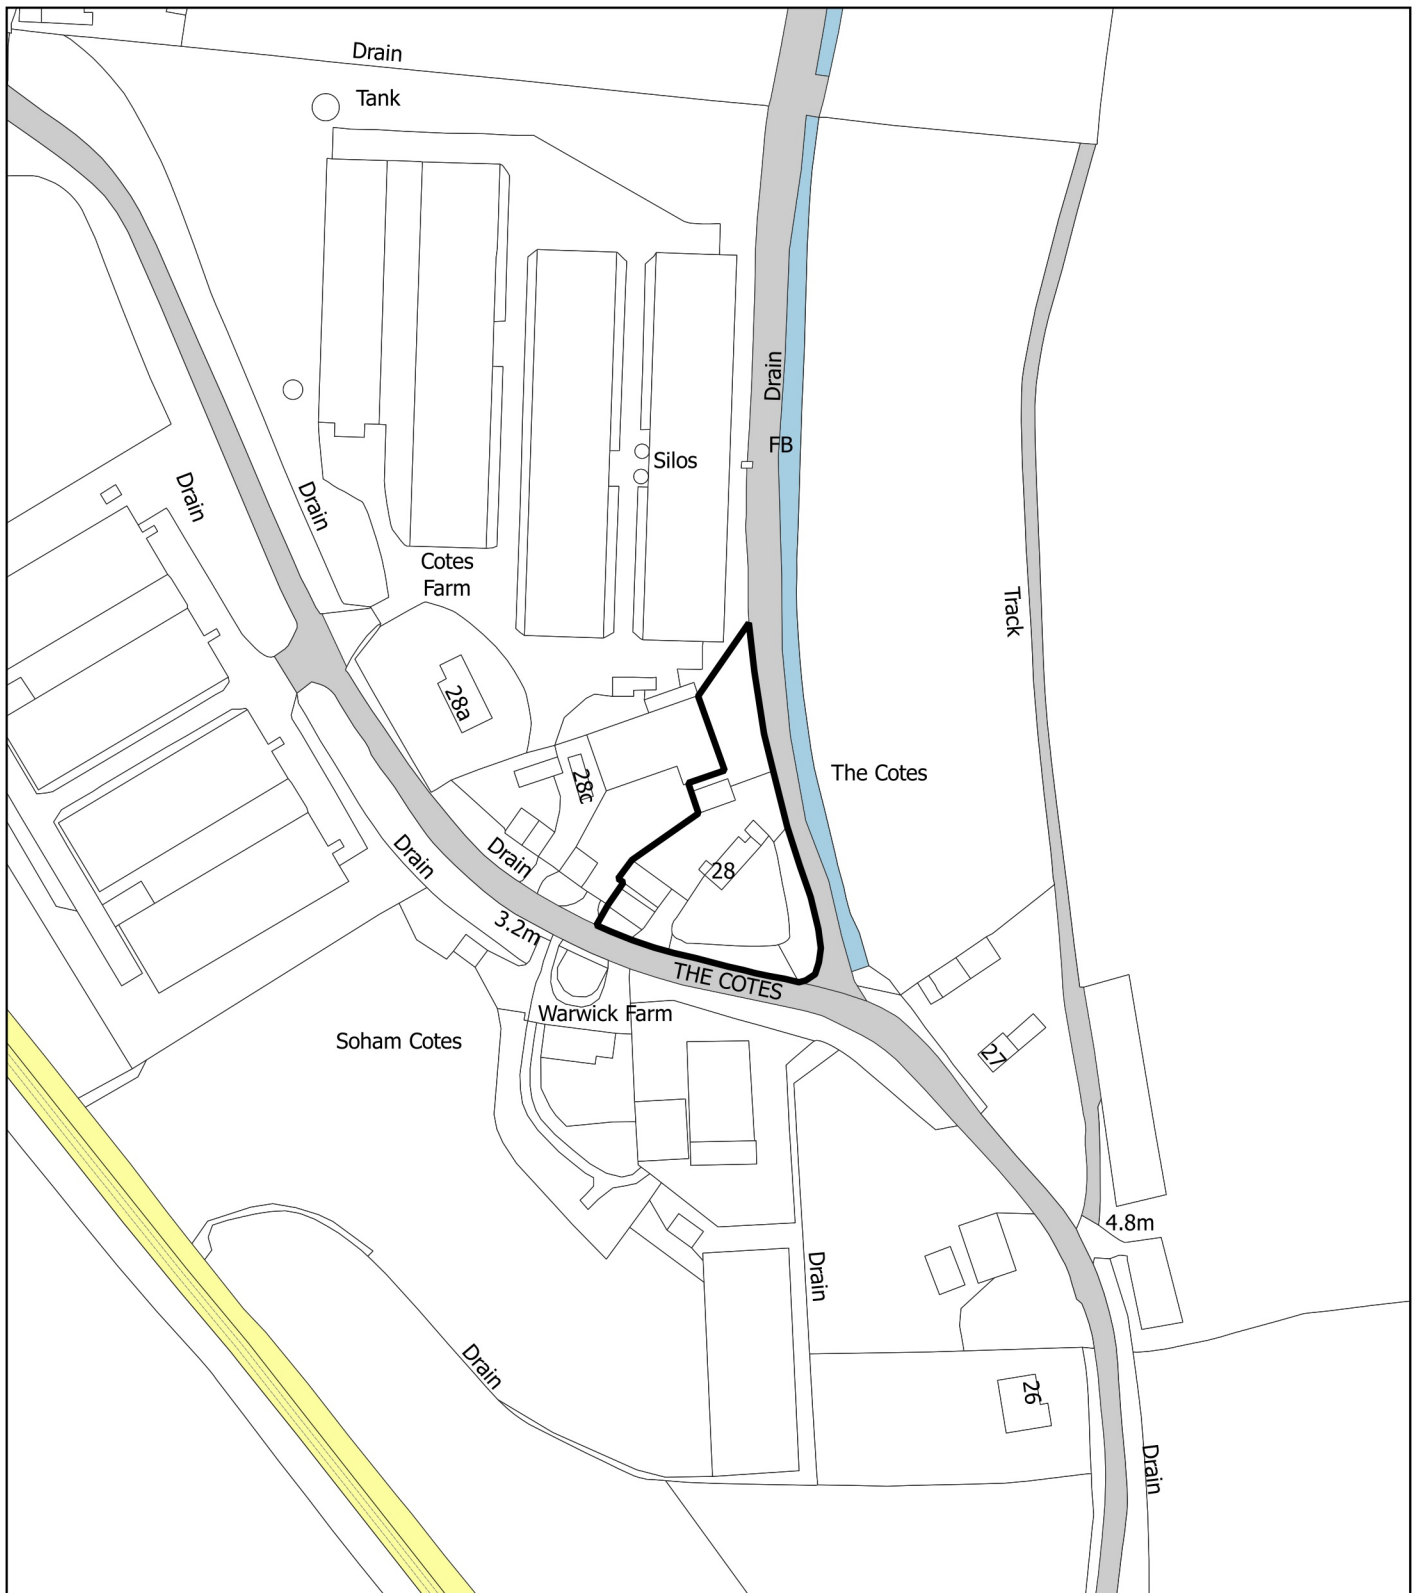 Drain
Tank
Drain
FB
Silos
Drain
Drain
Cotes
Farm
Track
28a
28c
The Cotes
Drain
Drain
28
3.2m
THE COTES
Warwick Farm
Soham Cotes
27
4.8m
Drain
Drain
26
Drain